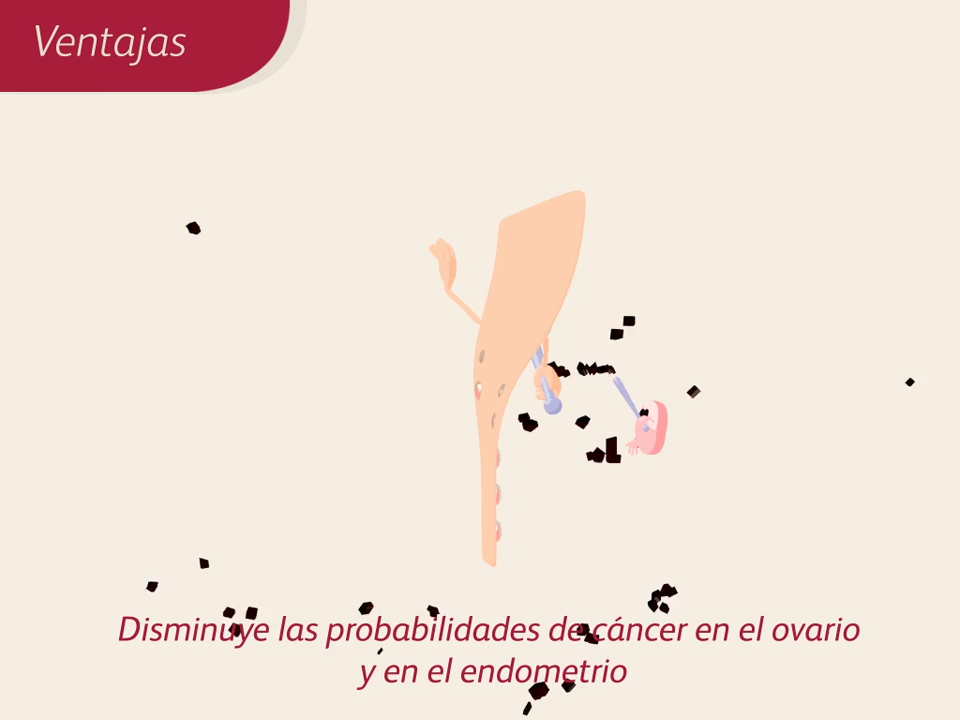 Ventajas
Disminuye las probabilidades de cáncer en el ovario
y en el endometrio